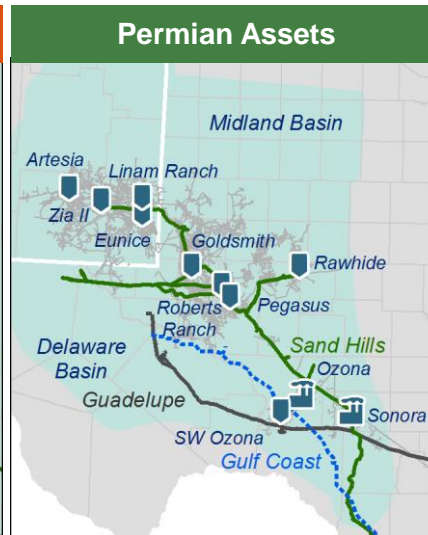 Permian Assets
Midland Basin
Artesia
Linam Ranch
Zia II
Eunice
Goldsmith
Rawhide
Roberts
Ranch
Pegasus
Sand Hills
Delaware
Basin
Ozona
Guadelupe
Sonora
SW Ozona
Gulf Coast